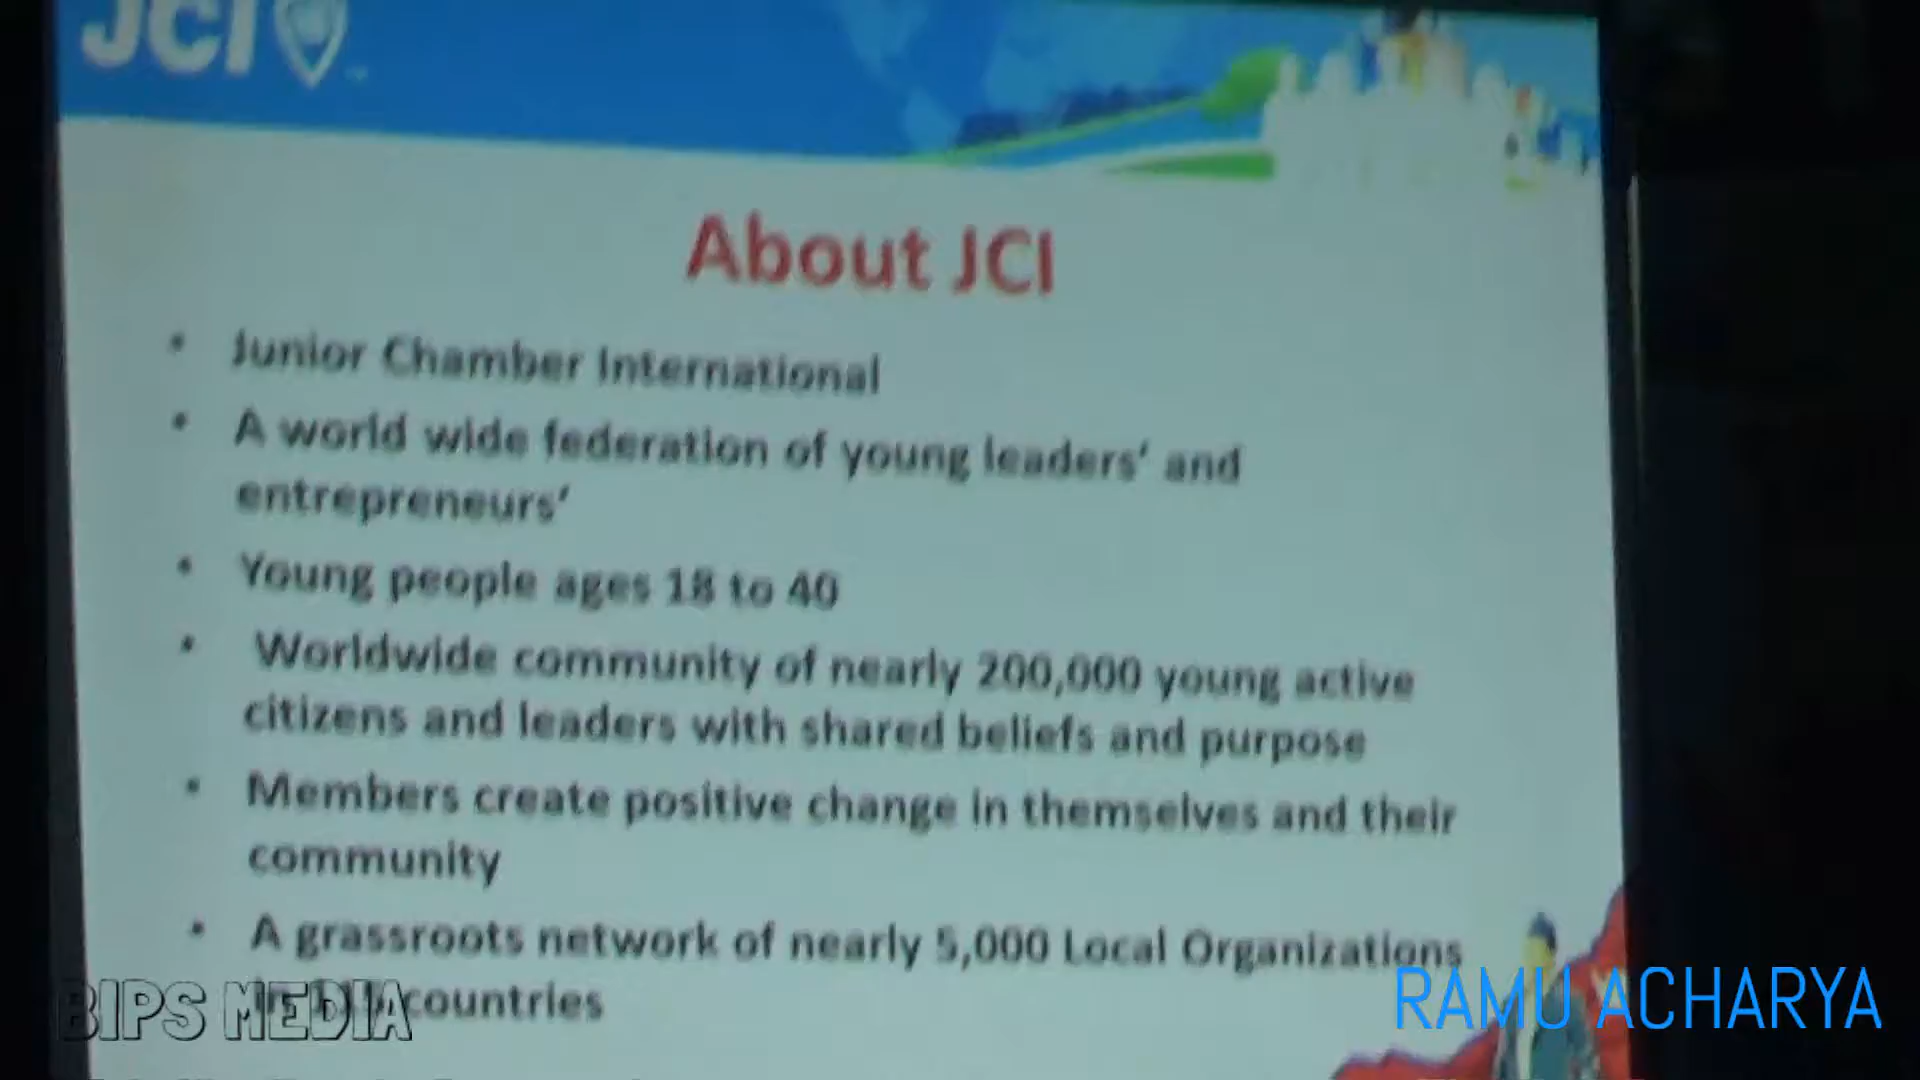 JCI
About JCI
• Junior Chamber International
• A world wide federation of young leaders' and
entrepreneurs'
• Young people ages 18 to 40
• Worldwide community of nearly 200,000 young active
citizens and leaders with shared beliefs and purpose
• Members create positive change in themselves and their
community
• A grassroots network of nearly 5,000 Local Organizations
in countries
BIPS MEDIA
RAMU ACHARYA